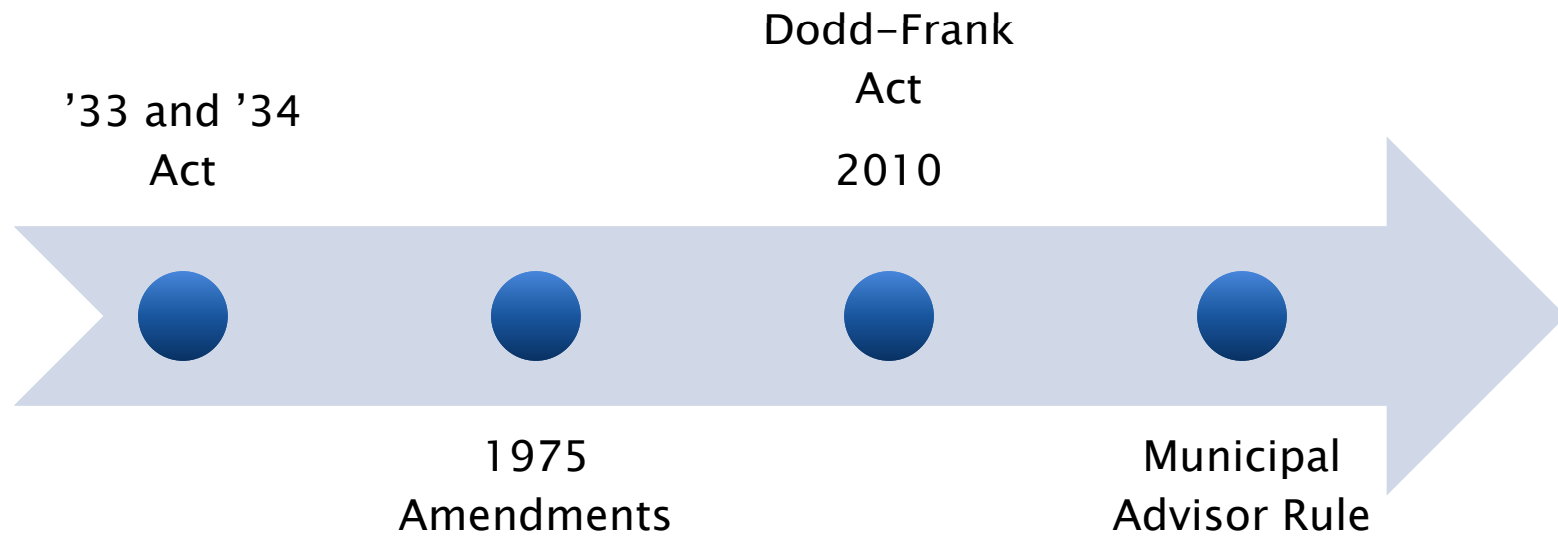 ’33 and ’34
Act
1975
Amendments
Dodd–Frank
Act
2010
Municipal
Advisor Rule